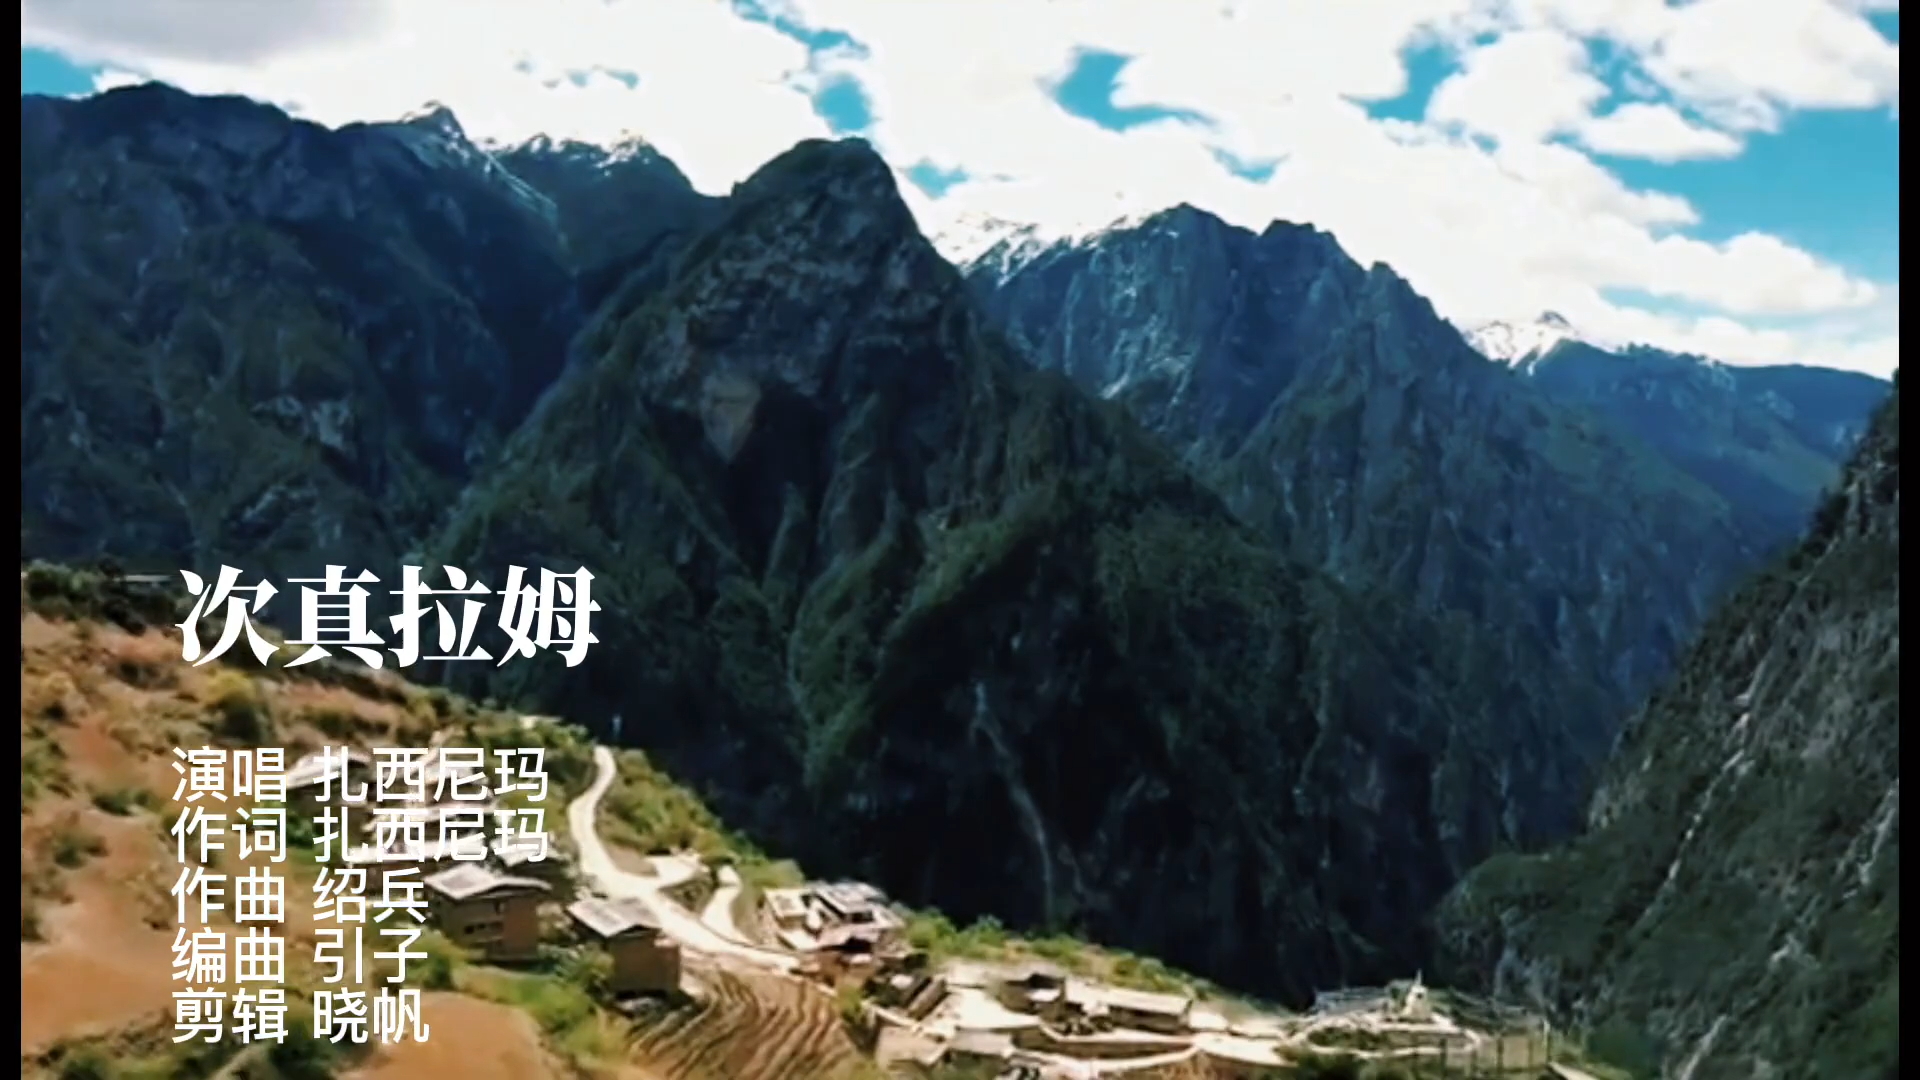 次真拉姆
演唱 扎西尼玛
作词 扎西尼玛
作曲 绍兵
编曲 引子
剪辑 晓帆